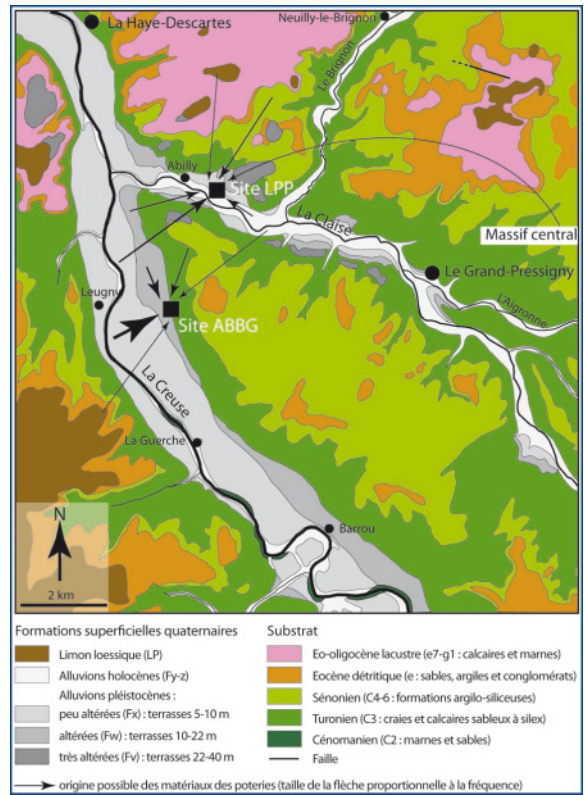 La Haye-Descartes
Neuilly-le-Brignon
Le Brignon
Abilly
Site LPP
La Claise
Massif central
Le Grand-Pressigny
L'Aigronne
Leugny
Site ABBG
La Creuse
La Guerche
Barrou
N
2 km
Formations superficielles quaternaires
Limon loessique (LP)
Alluvions holocènes (Fy-z)
Alluvions pléistocènes :
peu altérées (Fx) : terrasses 5-10 m
altérées (Fw) : terrasses 10-22 m
très altérées (Fv) : terrasses 22-40 m
Substrat
Eo-oligocène lacustre (e7-g1 : calcaires et marnes)
Eocène détritique (e : sables, argiles et conglomérats)
Sénonien (C4-6 : formations argilo-siliceuses)
Turonien (C3 : craies et calcaires sableux à silex)
Cénomanien (C2 : marnes et sables)
Faille
origine possible des matériaux des poteries (taille de la flèche proportionnelle à la fréquence)